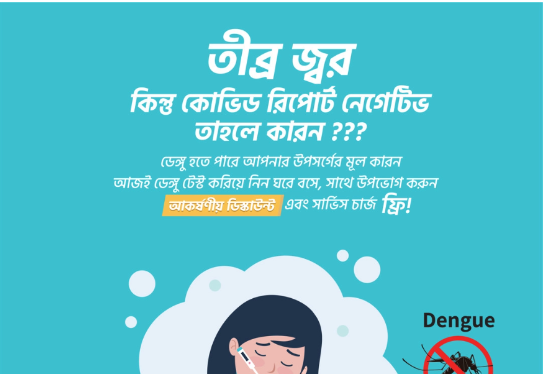 তীব্র জ্বর
কিন্তু কোভিড রিপোর্ট নেগেটিভ
তাহলে কারন ???
ডেঙ্গু হতে পারে আপনার উপসর্গের মূল কারন
আজই ডেঙ্গু টেস্ট করিয়ে নিন ঘরে বসে, সাথে উপভোগ করুন
আকর্ষণীয় ডিস্কাউন্ট এবং সার্ভিস চার্জ ফ্রি!
Dengue